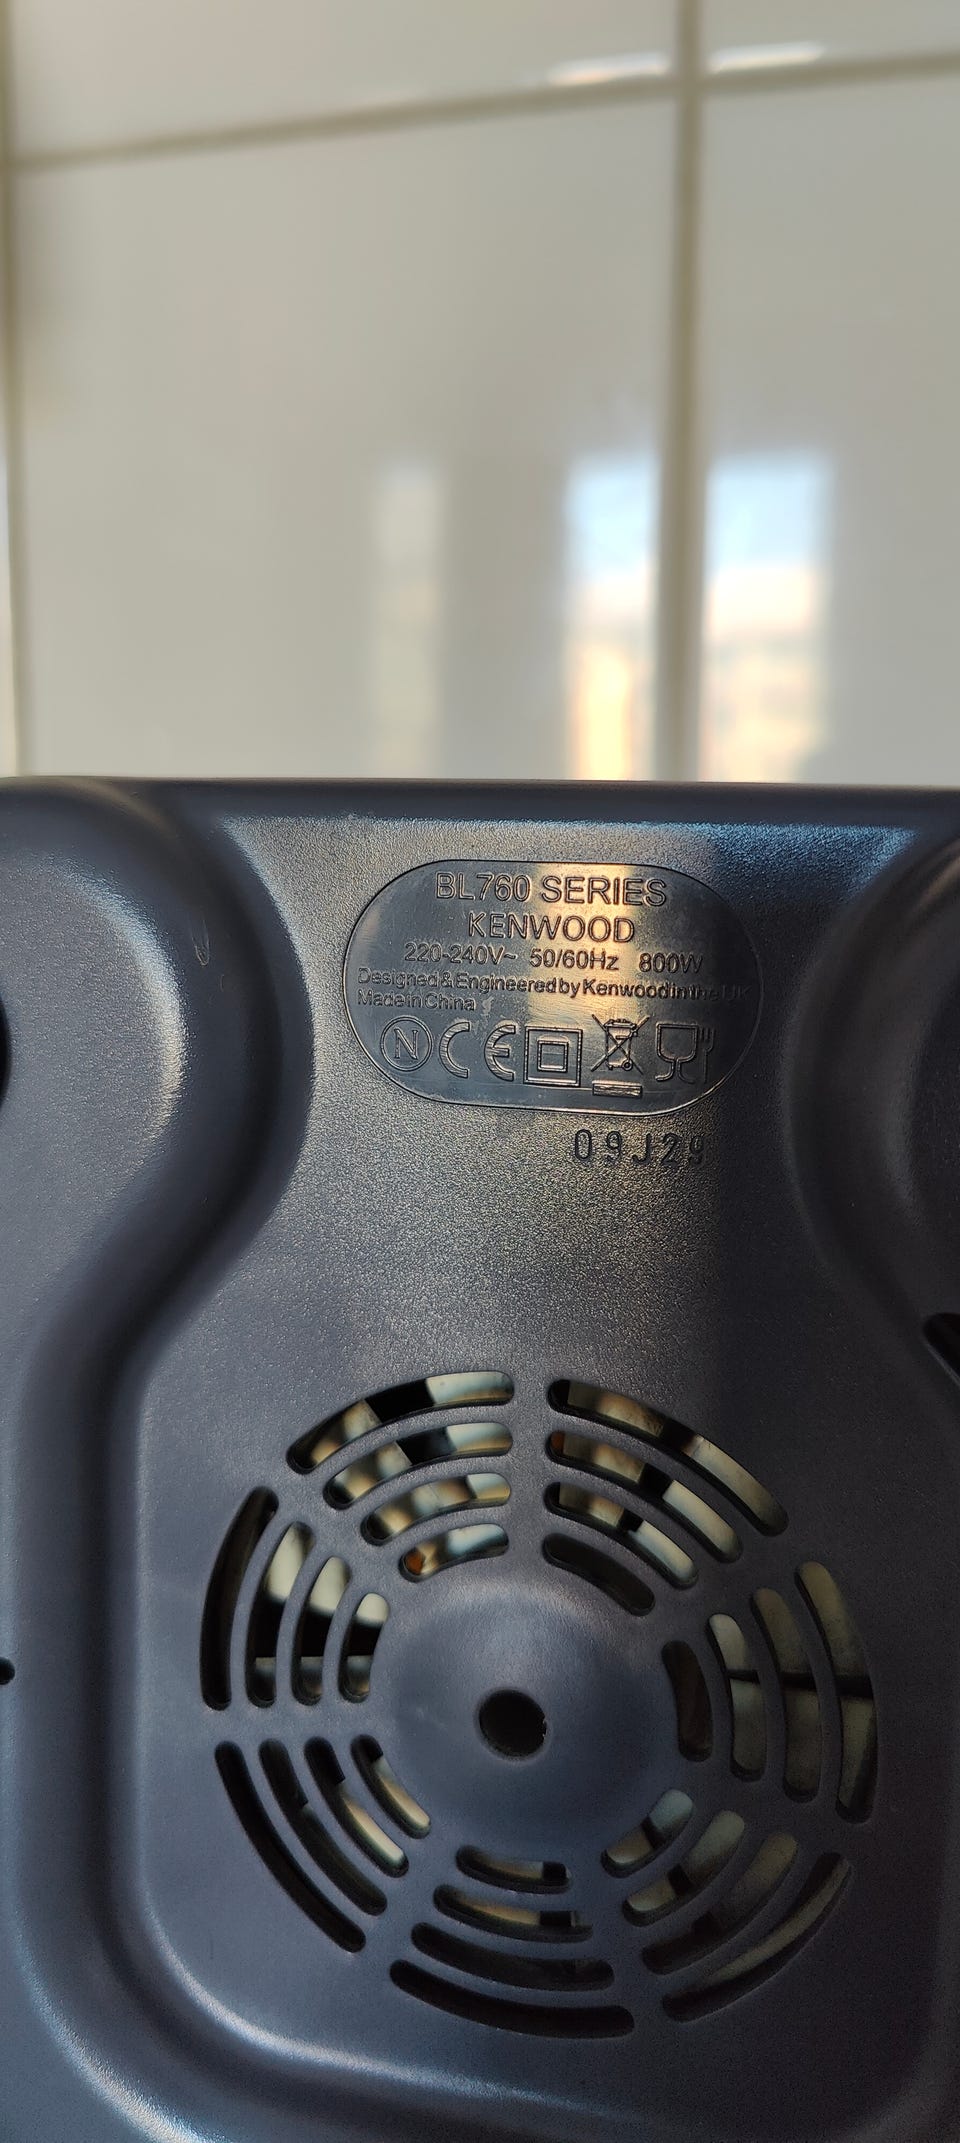 BL760 SERIES
KENWOOD
220-240V~ 50/60Hz 800W
Designed & Engineered by Kenwood in the UK
Made in China
N CE
09J29